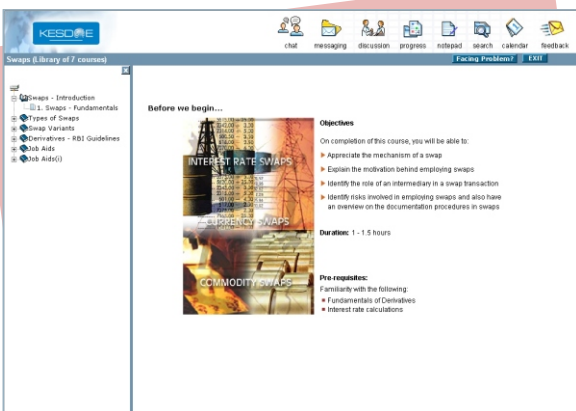 KESDEE
chat messaging discussion progress notepad search calendar feedback
Swaps (Library of 7 courses) Facing Problem? EXIT
Swaps - Introduction
1. Swaps - Fundamentals
Types of Swaps
Swap Variants
Derivatives - RBI Guidelines
Job Aids
Job Aids(i)
Before we begin...
INTEREST RATE SWAPS
CURRENCY SWAPS
COMMODITY SWAPS
Objectives
On completion of this course, you will be able to:
Appreciate the mechanism of a swap
Explain the motivation behind employing swaps
Identify the role of an intermediary in a swap transaction
Identify risks involved in employing swaps and also have
an overview on the documentation procedures in swaps
Duration: 1 - 1.5 hours
Pre-requisites:
Familiarity with the following:
Fundamentals of Derivatives
Interest rate calculations